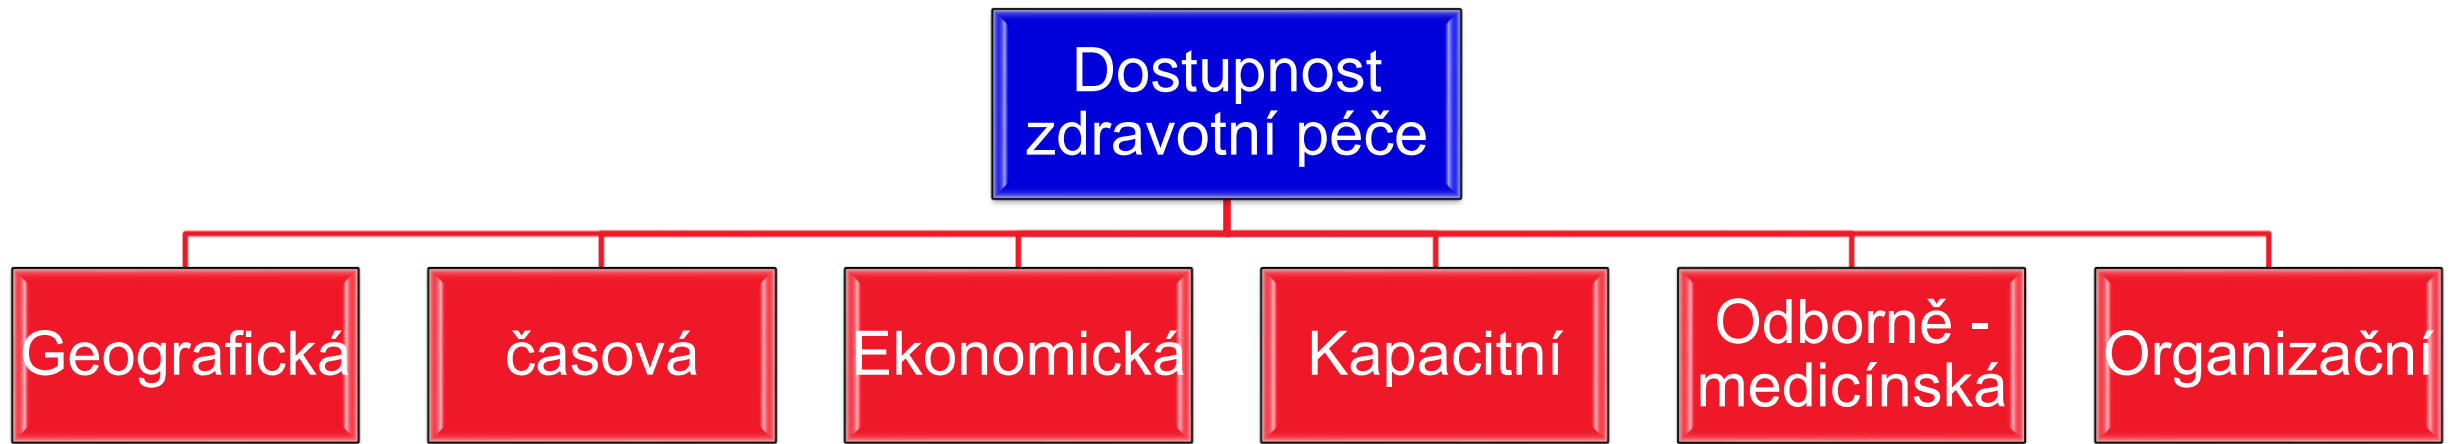 Dostupnost
zdravotní péče
Geografická
časová
Ekonomická
Kapacitní
Odborně -
medicínská
Organizační